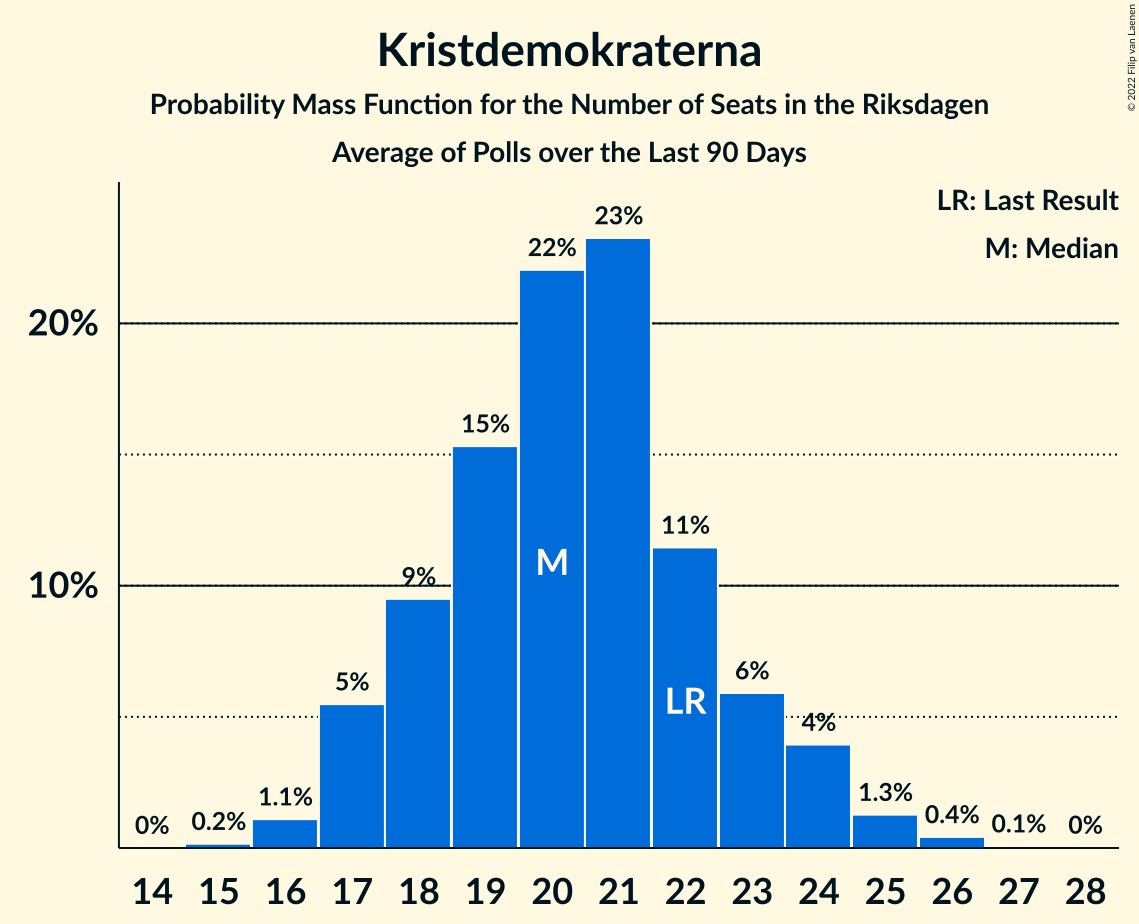 Kristdemokraterna
Probability Mass Function for the Number of Seats in the Riksdagen
Average of Polls over the Last 90 Days
© 2022 Filip van Laenen
LR: Last Result
M: Median
20%
10%
0%
0.2%
1.1%
5%
9%
15%
22%
23%
11%
6%
4%
1.3%
0.4%
0.1%
0%
M
LR
14 15 16 17 18 19 20 21 22 23 24 25 26 27 28